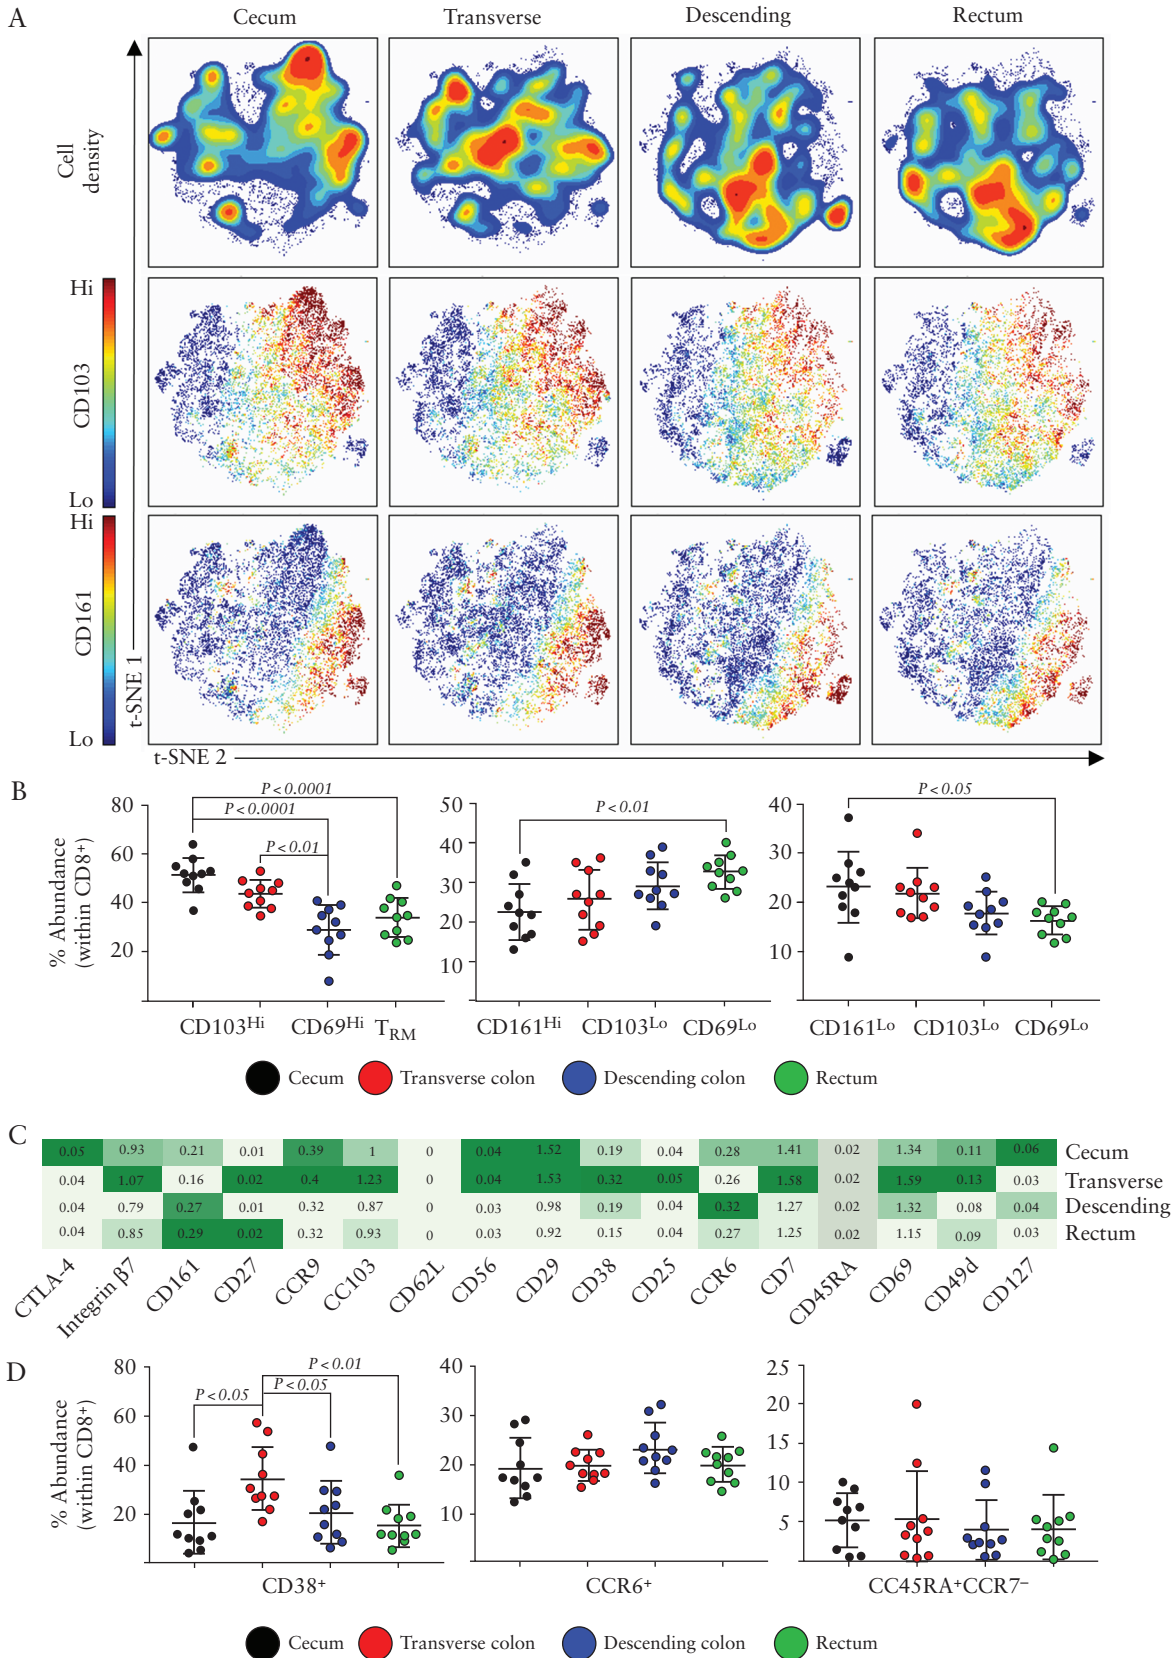 A
Cecum Transverse Descending Rectum
Cell
density
Hi
CD103
Lo
Hi
CD161
Lo
t-SNE 1
t-SNE 2
B
% Abundance
(within CD8⁺)
80
60
40
20
P < 0.0001
P < 0.0001
P < 0.01
CD103ᴴⁱ CD69ᴴⁱ T_RM
50
40
30
20
10
P < 0.01
CD161ᴴⁱ CD103ᴸᵒ CD69ᴸᵒ
40
30
20
10
P < 0.05
CD161ᴸᵒ CD103ᴸᵒ CD69ᴸᵒ
Cecum Transverse colon Descending colon Rectum
C
0.05 0.93 0.21 0.01 0.39 1 0 0.04 1.52 0.19 0.04 0.28 1.41 0.02 1.34 0.11 0.06 Cecum
0.04 1.07 0.16 0.02 0.4 1.23 0 0.04 1.53 0.32 0.05 0.26 1.58 0.02 1.59 0.13 0.03 Transverse
0.04 0.79 0.27 0.01 0.32 0.87 0 0.03 0.98 0.19 0.04 0.32 1.27 0.02 1.32 0.08 0.04 Descending
0.04 0.85 0.29 0.02 0.32 0.93 0 0.03 0.92 0.15 0.04 0.27 1.25 0.02 1.15 0.09 0.03 Rectum
CTLA-4 Integrin β7 CD161 CD27 CCR9 CC103 CD62L CD56 CD29 CD38 CD25 CCR6 CD7 CD45RA CD69 CD49d CD127
D
% Abundance
(within CD8⁺)
80
60
40
20
P < 0.01
P < 0.05
P < 0.05
CD38⁺
40
30
20
10
CCR6⁺
25
20
15
10
5
0
CC45RA⁺CCR7⁻
Cecum Transverse colon Descending colon Rectum